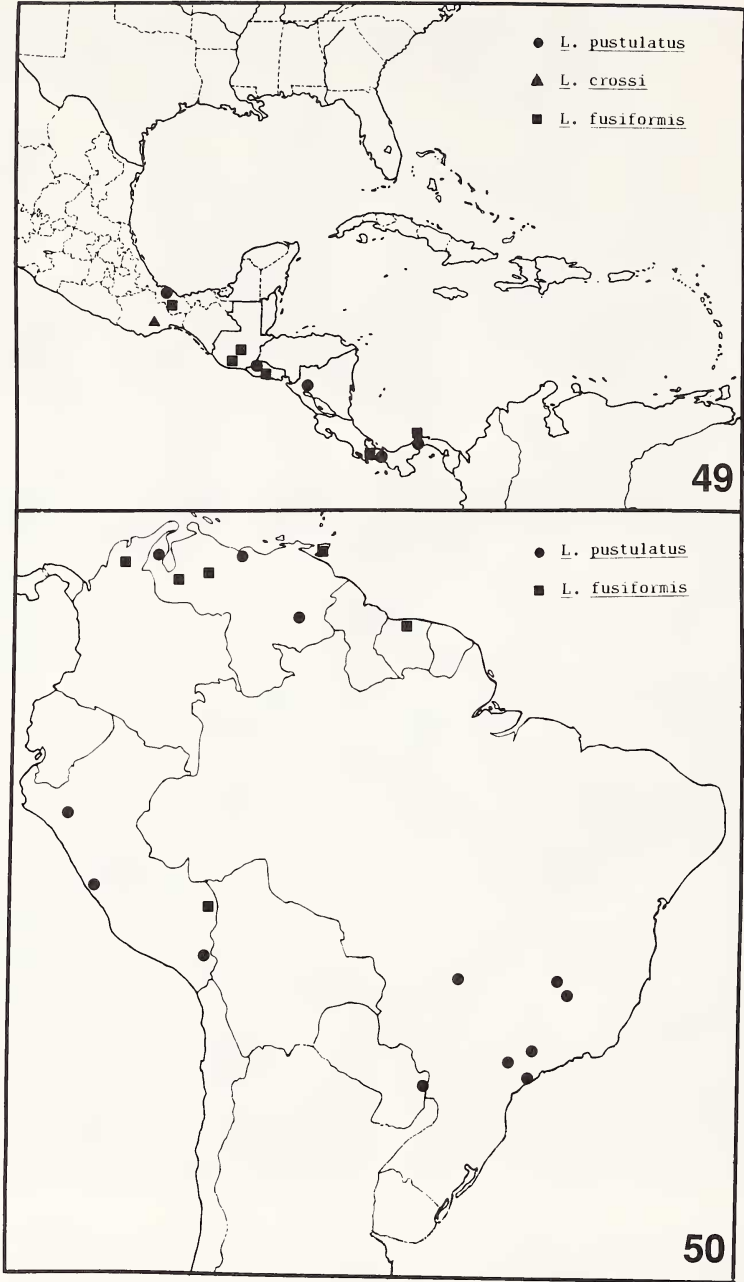 ● L. pustulatus
▲ L. crossi
■ L. fusiformis
49
● L. pustulatus
■ L. fusiformis
50